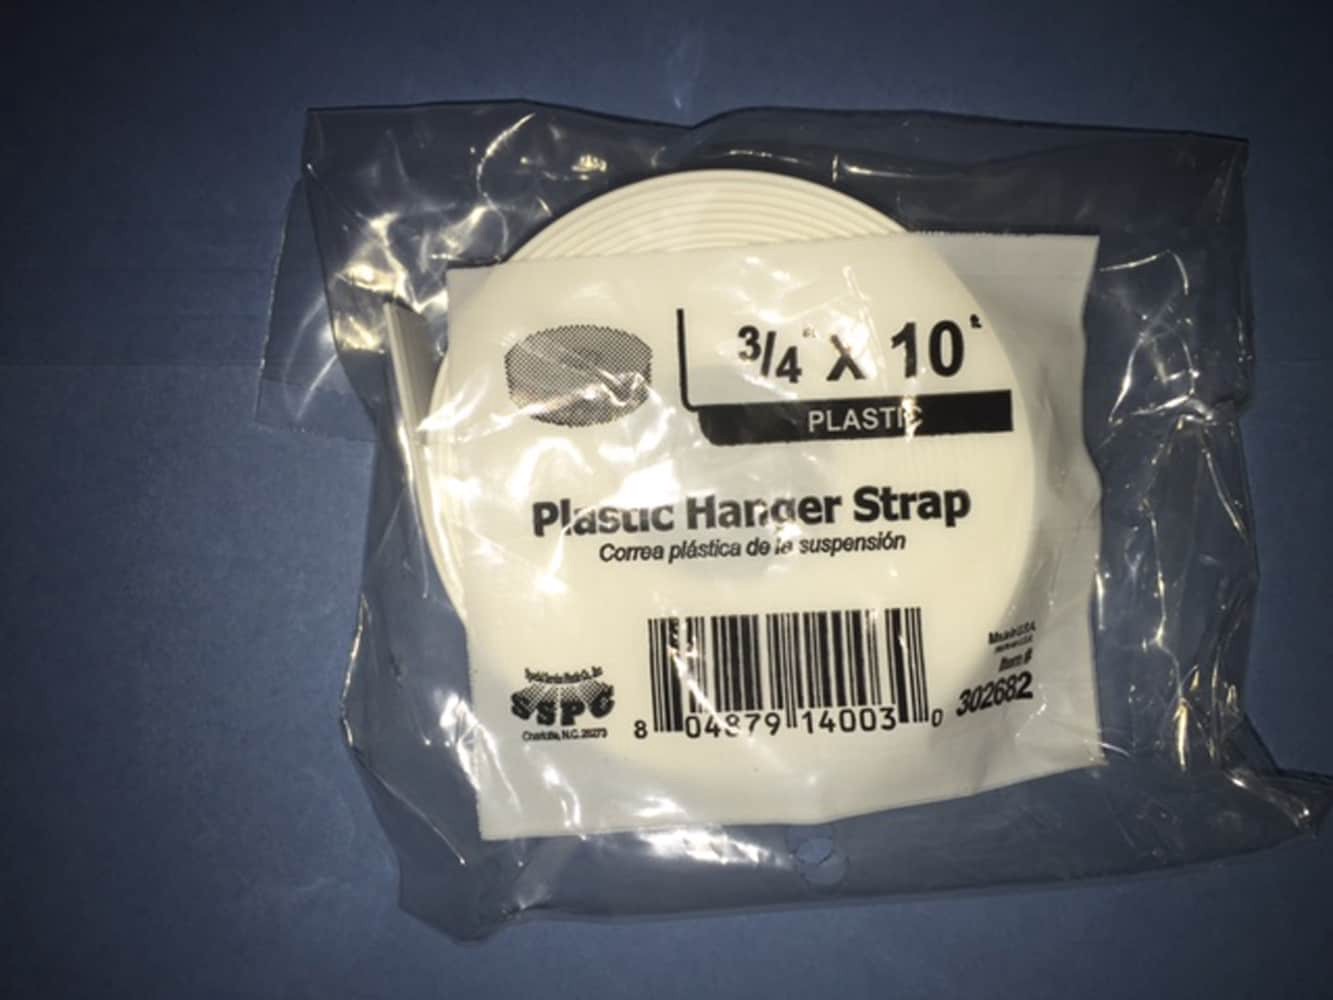 3/4" X 10 ft.
PLASTIC
Plastic Hanger Strap
Correa plástica de la suspensión
Made in U.S.A.
Item #
302682
SSPC
Charlotte, N.C. 28273
8 04879 14003 0